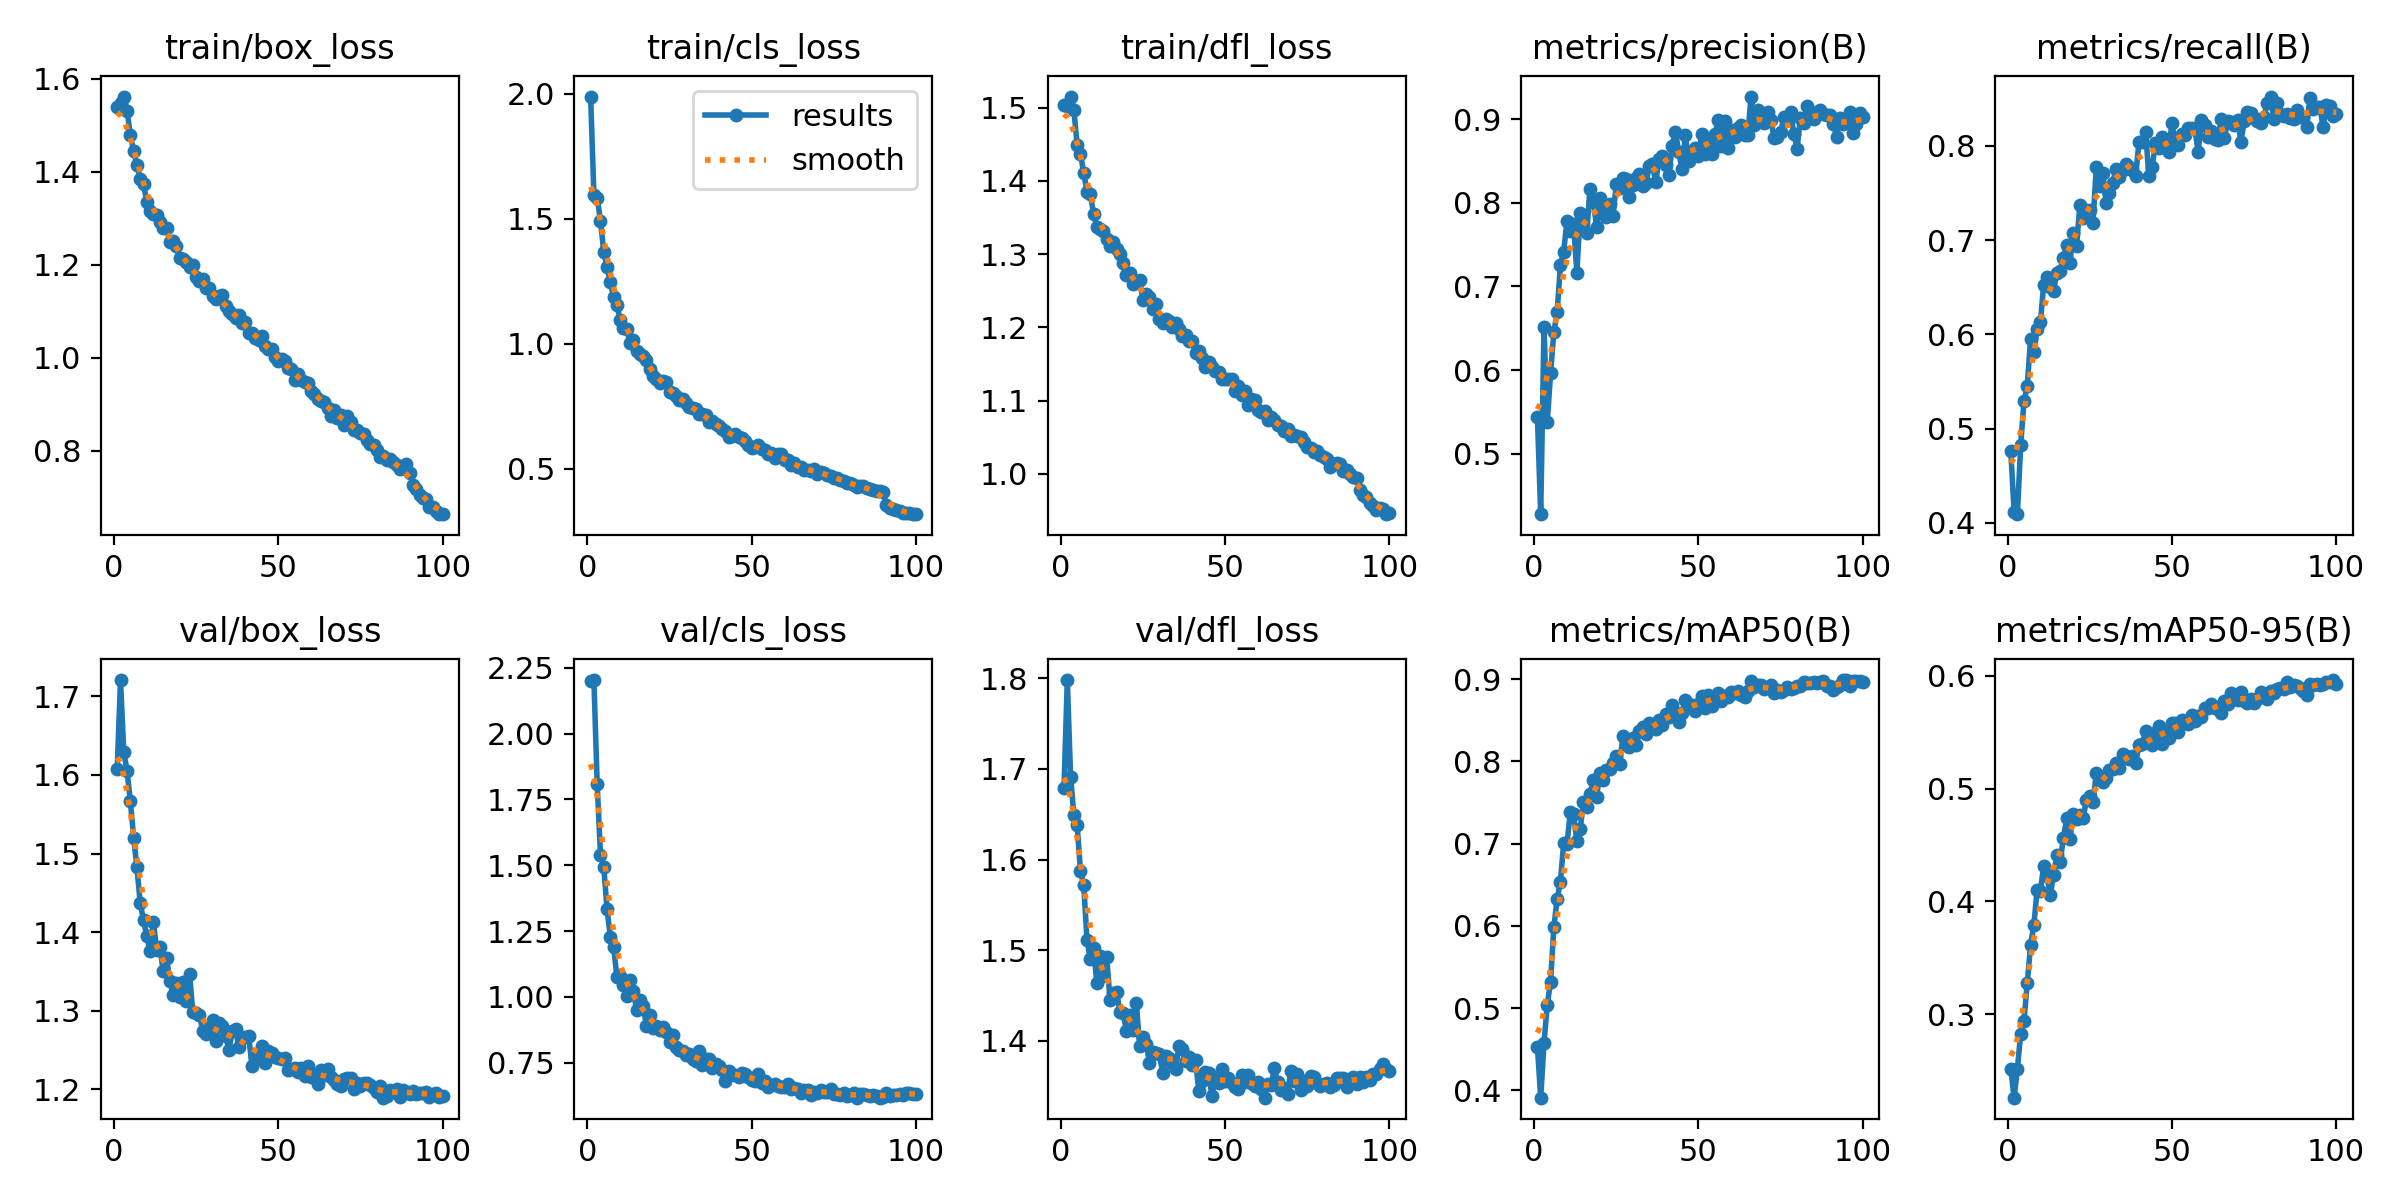 train/box_loss
1.6
1.4
1.2
1.0
0.8
0 50 100
train/cls_loss
results
smooth
2.0
1.5
1.0
0.5
0 50 100
train/dfl_loss
1.5
1.4
1.3
1.2
1.1
1.0
0 50 100
metrics/precision(B)
0.9
0.8
0.7
0.6
0.5
0 50 100
metrics/recall(B)
0.8
0.7
0.6
0.5
0.4
0 50 100
val/box_loss
1.7
1.6
1.5
1.4
1.3
1.2
0 50 100
val/cls_loss
2.25
2.00
1.75
1.50
1.25
1.00
0.75
0 50 100
val/dfl_loss
1.8
1.7
1.6
1.5
1.4
0 50 100
metrics/mAP50(B)
0.9
0.8
0.7
0.6
0.5
0.4
0 50 100
metrics/mAP50-95(B)
0.6
0.5
0.4
0.3
0 50 100